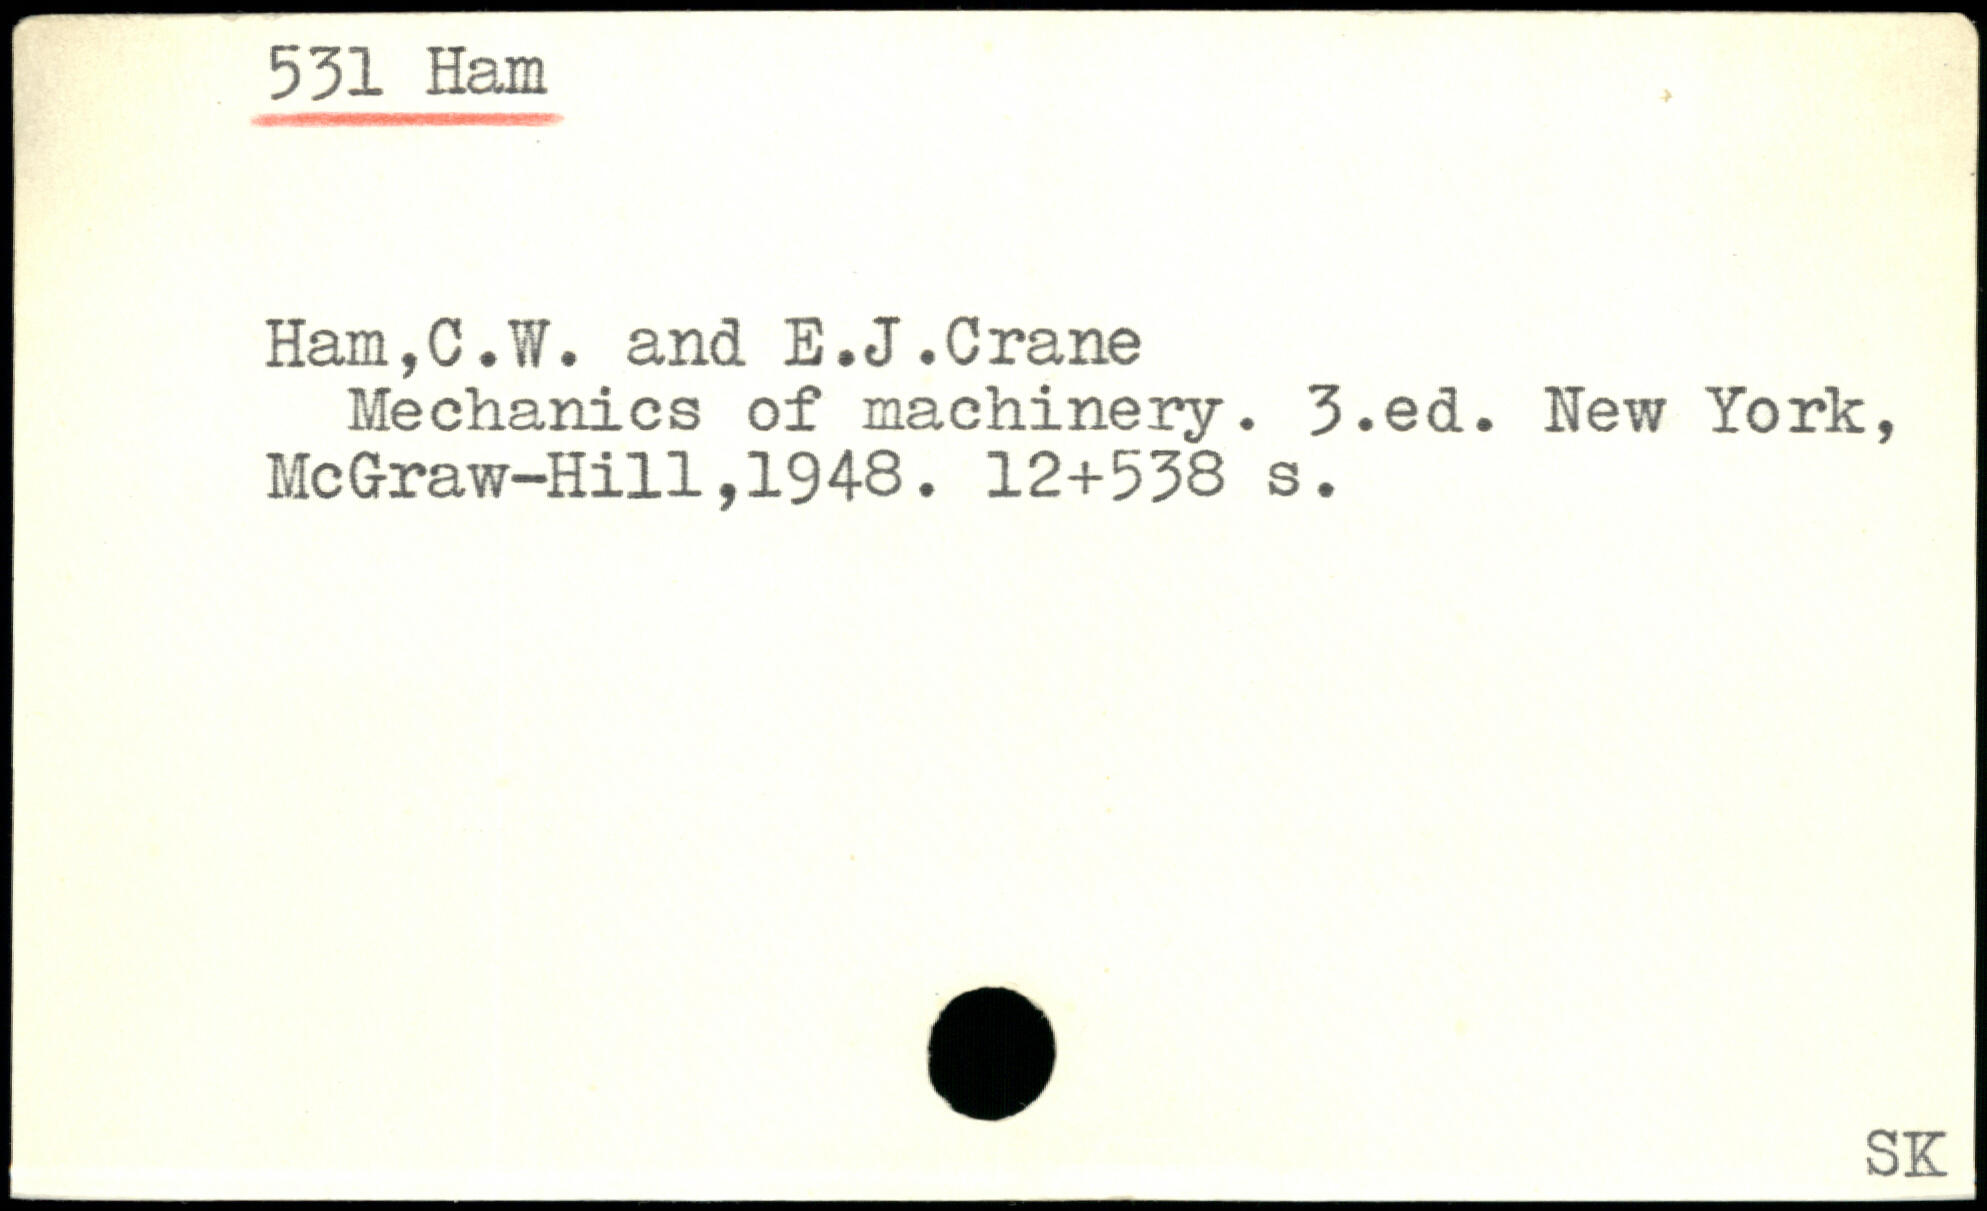 531 Ham
Ham,C.W. and E.J.Crane
Mechanics of machinery. 3.ed. New York,
McGraw-Hill,1948. 12+538 s.
SK